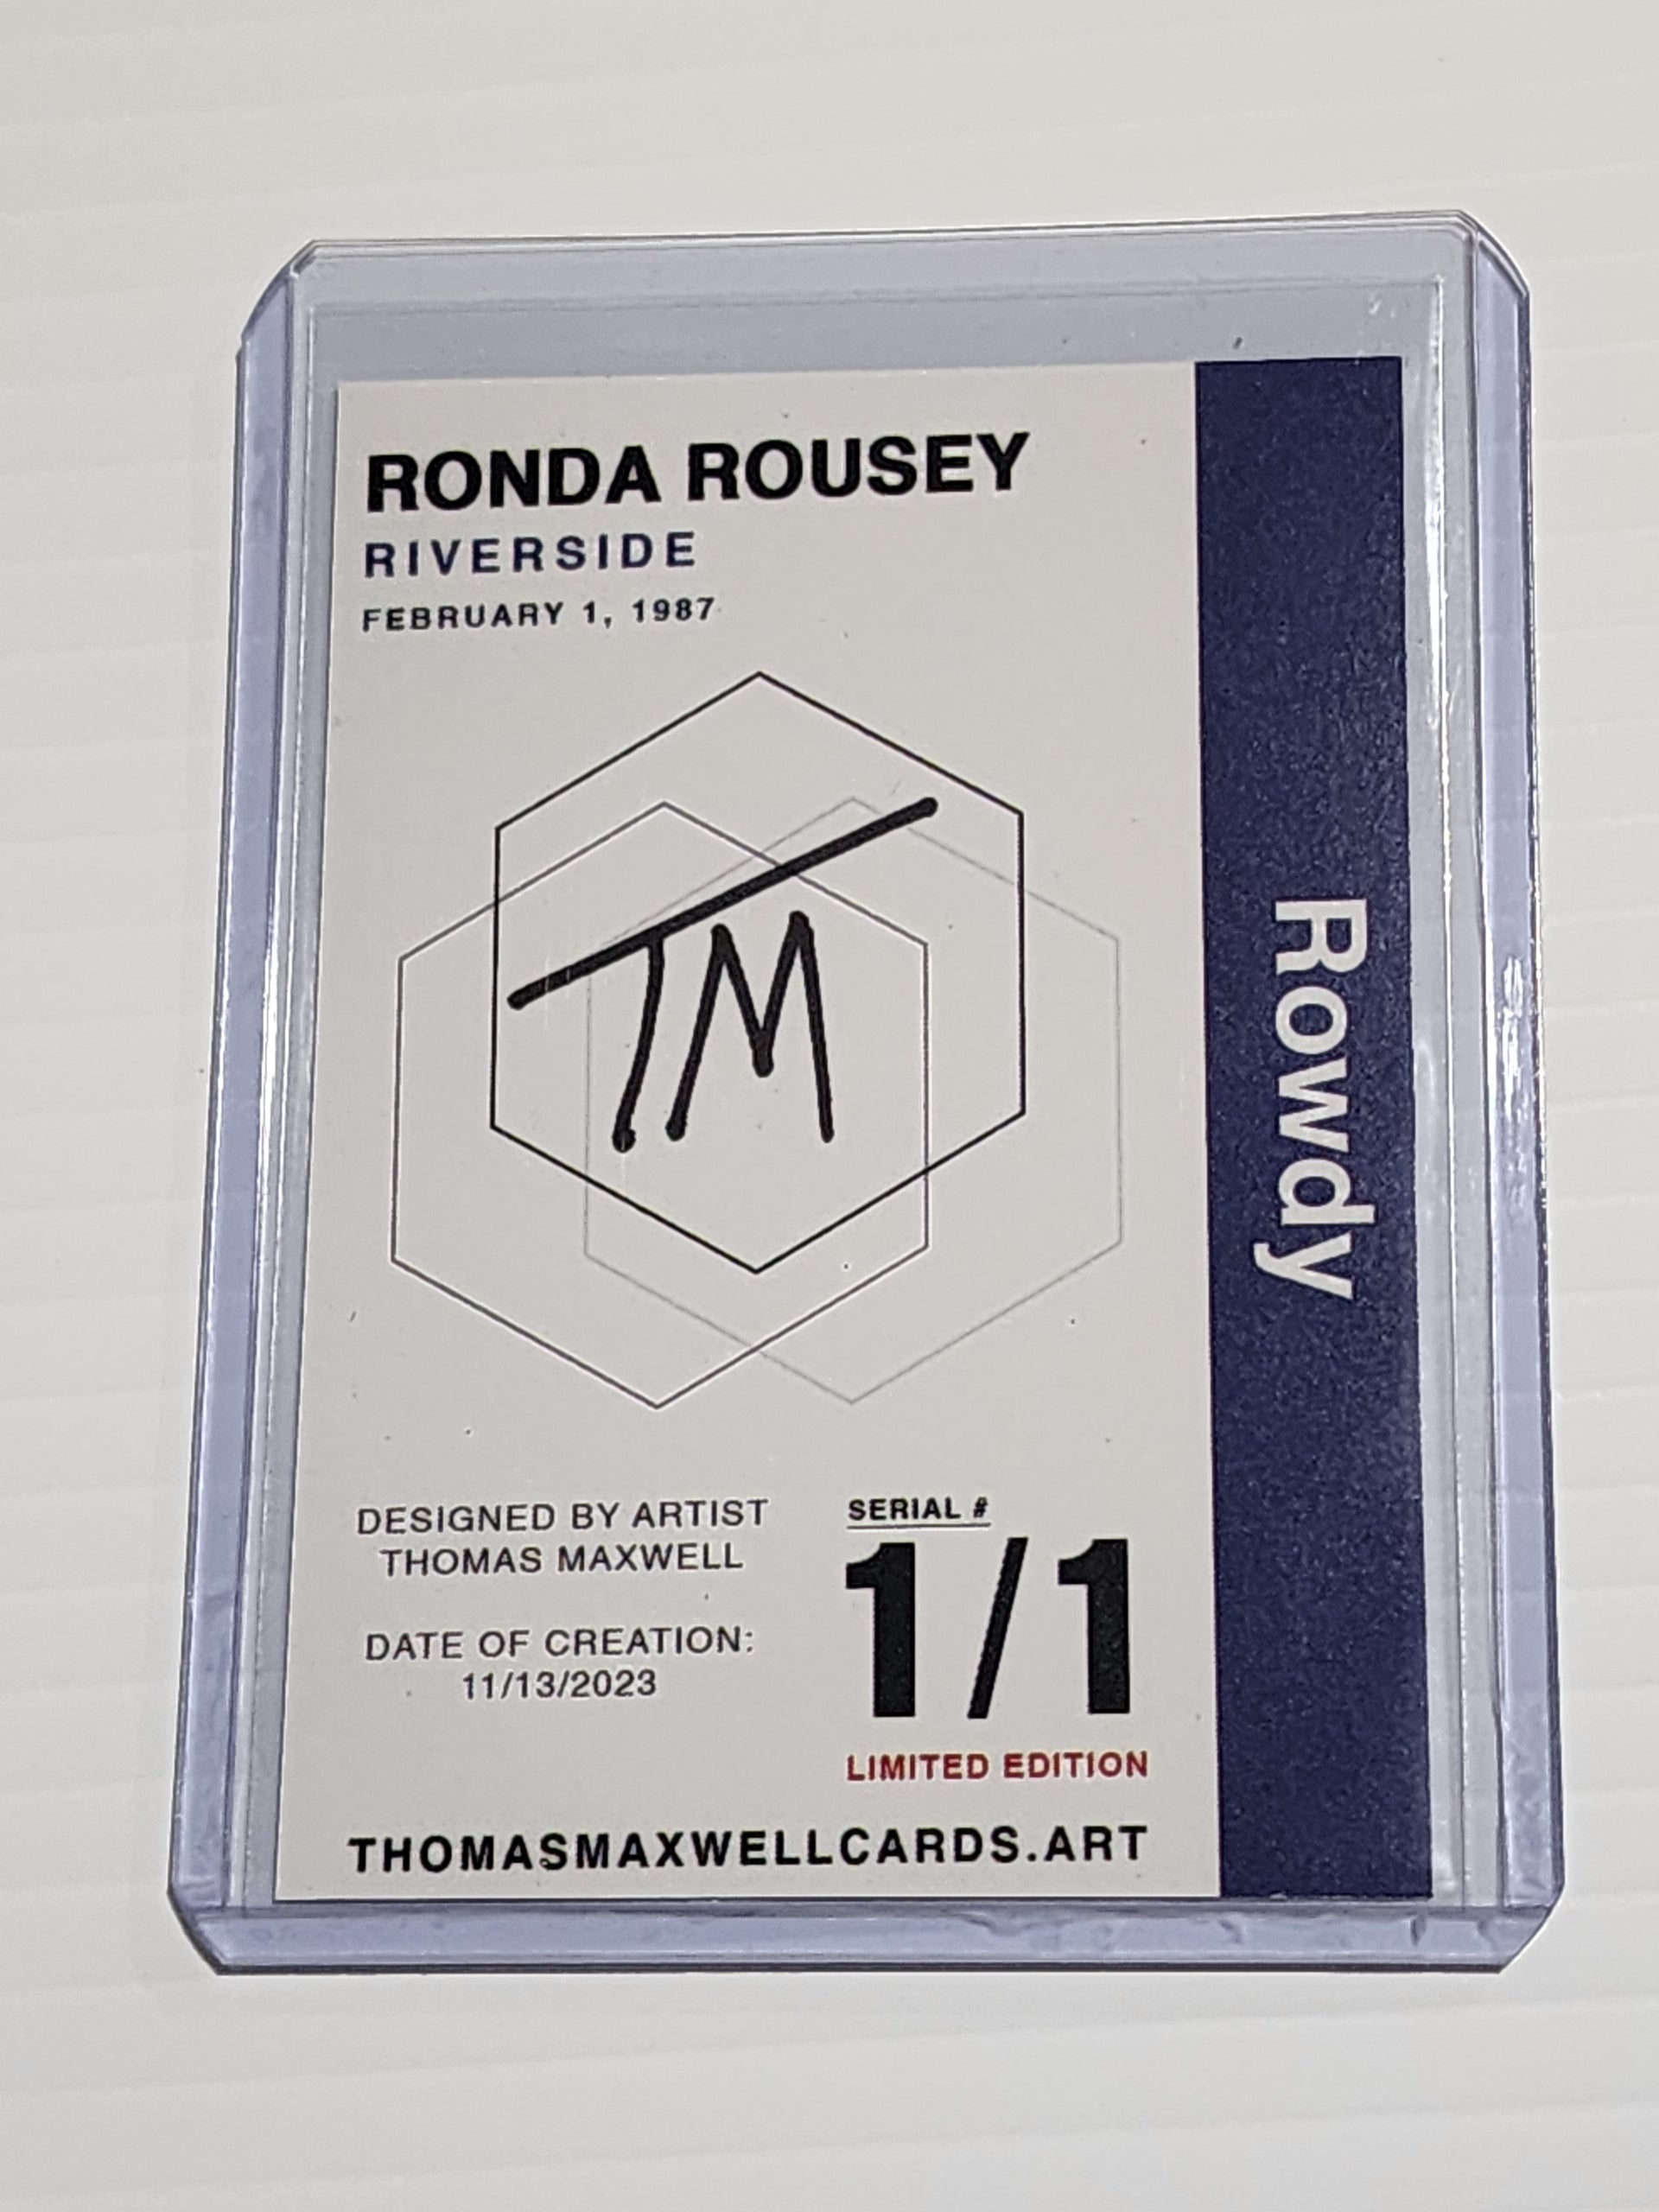 RONDA ROUSEY
RIVERSIDE
FEBRUARY 1, 1987
TM
Rowdy
DESIGNED BY ARTIST
THOMAS MAXWELL
DATE OF CREATION:
11/13/2023
SERIAL #
1/1
LIMITED EDITION
THOMASMAXWELLCARDS.ART